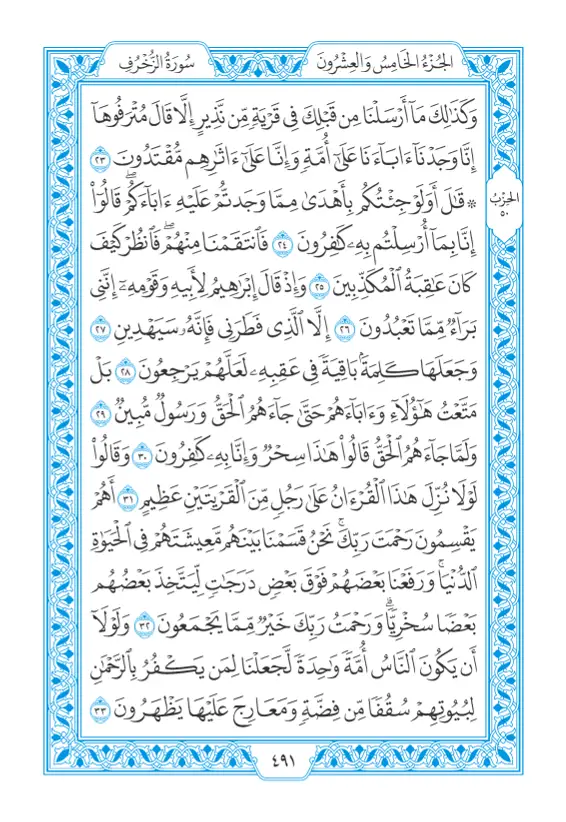 الجُزْءُ الخَامِسُ وَالعِشْرُونَ
سُورَةُ الزُّخْرُفِ
وَكَذَٰلِكَ مَآ أَرْسَلْنَا مِن قَبْلِكَ فِي قَرْيَةٍ مِّن نَّذِيرٍ إِلَّا قَالَ مُتْرَفُوهَآ
إِنَّا وَجَدْنَآ ءَابَآءَنَا عَلَىٰٓ أُمَّةٍ وَإِنَّا عَلَىٰٓ ءَاثَٰرِهِم مُّقْتَدُونَ ٢٣
۞ قَٰلَ أَوَلَوْ جِئْتُكُم بِأَهْدَىٰ مِمَّا وَجَدتُّمْ عَلَيْهِ ءَابَآءَكُمْۖ قَالُوٓا۟
إِنَّا بِمَآ أُرْسِلْتُم بِهِۦ كَٰفِرُونَ ٢٤ فَٱنتَقَمْنَا مِنْهُمْۖ فَٱنظُرْ كَيْفَ
كَانَ عَٰقِبَةُ ٱلْمُكَذِّبِينَ ٢٥ وَإِذْ قَالَ إِبْرَٰهِيمُ لِأَبِيهِ وَقَوْمِهِۦٓ إِنَّنِي
بَرَآءٌ مِّمَّا تَعْبُدُونَ ٢٦ إِلَّا ٱلَّذِي فَطَرَنِي فَإِنَّهُۥ سَيَهْدِينِ ٢٧
وَجَعَلَهَا كَلِمَةًۢ بَاقِيَةً فِي عَقِبِهِۦ لَعَلَّهُمْ يَرْجِعُونَ ٢٨ بَلْ
مَتَّعْتُ هَٰٓؤُلَآءِ وَءَابَآءَهُمْ حَتَّىٰ جَآءَهُمُ ٱلْحَقُّ وَرَسُولٌ مُّبِينٌ ٢٩
وَلَمَّا جَآءَهُمُ ٱلْحَقُّ قَالُوا۟ هَٰذَا سِحْرٌ وَإِنَّا بِهِۦ كَٰفِرُونَ ٣٠ وَقَالُوا۟
لَوْلَا نُزِّلَ هَٰذَا ٱلْقُرْءَانُ عَلَىٰ رَجُلٍ مِّنَ ٱلْقَرْيَتَيْنِ عَظِيمٍ ٣١ أَهُمْ
يَقْسِمُونَ رَحْمَتَ رَبِّكَۚ نَحْنُ قَسَمْنَا بَيْنَهُم مَّعِيشَتَهُمْ فِي ٱلْحَيَوٰةِ
ٱلدُّنْيَاۚ وَرَفَعْنَا بَعْضَهُمْ فَوْقَ بَعْضٍ دَرَجَٰتٍ لِّيَتَّخِذَ بَعْضُهُم
بَعْضًا سُخْرِيًّاۗ وَرَحْمَتُ رَبِّكَ خَيْرٌ مِّمَّا يَجْمَعُونَ ٣٢ وَلَوْلَآ
أَن يَكُونَ ٱلنَّاسُ أُمَّةً وَٰحِدَةً لَّجَعَلْنَا لِمَن يَكْفُرُ بِٱلرَّحْمَٰنِ
لِبُيُوتِهِمْ سُقُفًا مِّن فِضَّةٍ وَمَعَارِجَ عَلَيْهَا يَظْهَرُونَ ٣٣
الحِزْبُ
٥٠
٤٩١